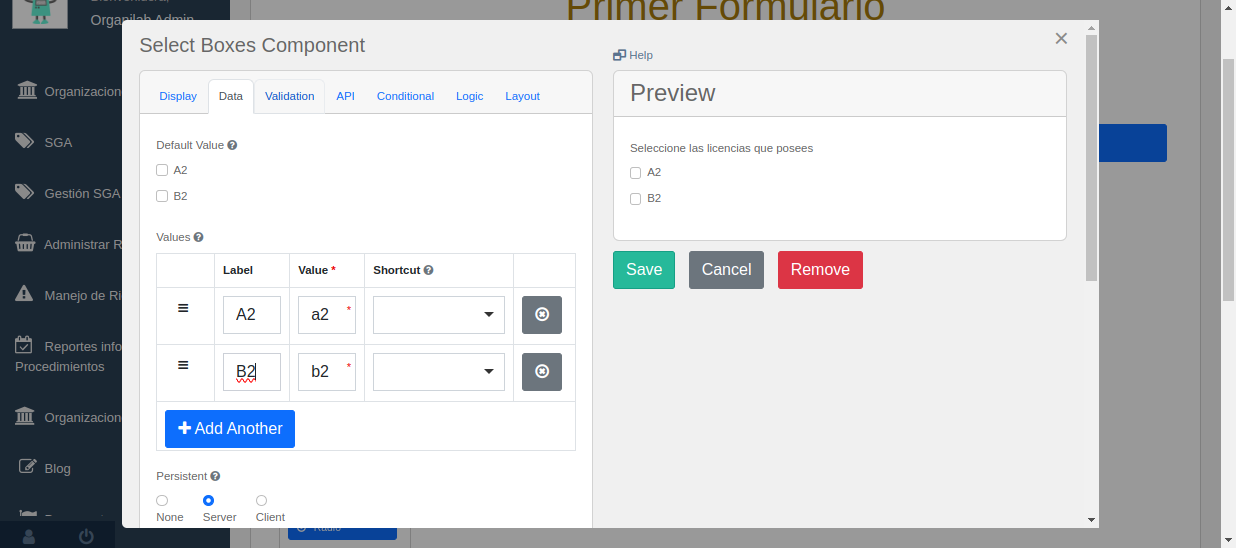 Organilab Admin
Primer Formulario
Organizacion
SGA
Gestión SGA
Administrar R
Manejo de Ri
Reportes info
Procedimientos
Organizacion
Blog
Select Boxes Component
×
Help
Display Data Validation API Conditional Logic Layout
Default Value
A2
B2
Values
Label Value * Shortcut
A2 a2 *
B2 b2 *
Add Another
Persistent
None Server Client
Preview
Seleccione las licencias que posees
A2
B2
Save Cancel Remove
Radio